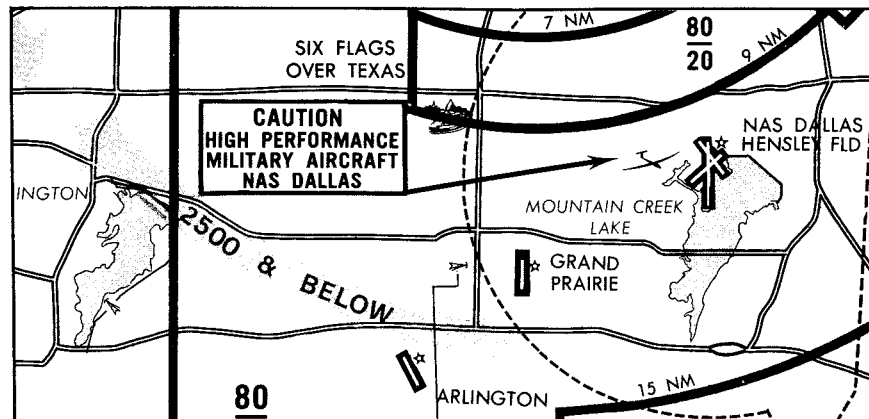 7 NM
80
20
9 NM
SIX FLAGS
OVER TEXAS
CAUTION
HIGH PERFORMANCE
MILITARY AIRCRAFT
NAS DALLAS
NAS DALLAS
HENSLEY FLD
INGTON
MOUNTAIN CREEK
LAKE
2500 & BELOW
GRAND
PRAIRIE
80
ARLINGTON
15 NM